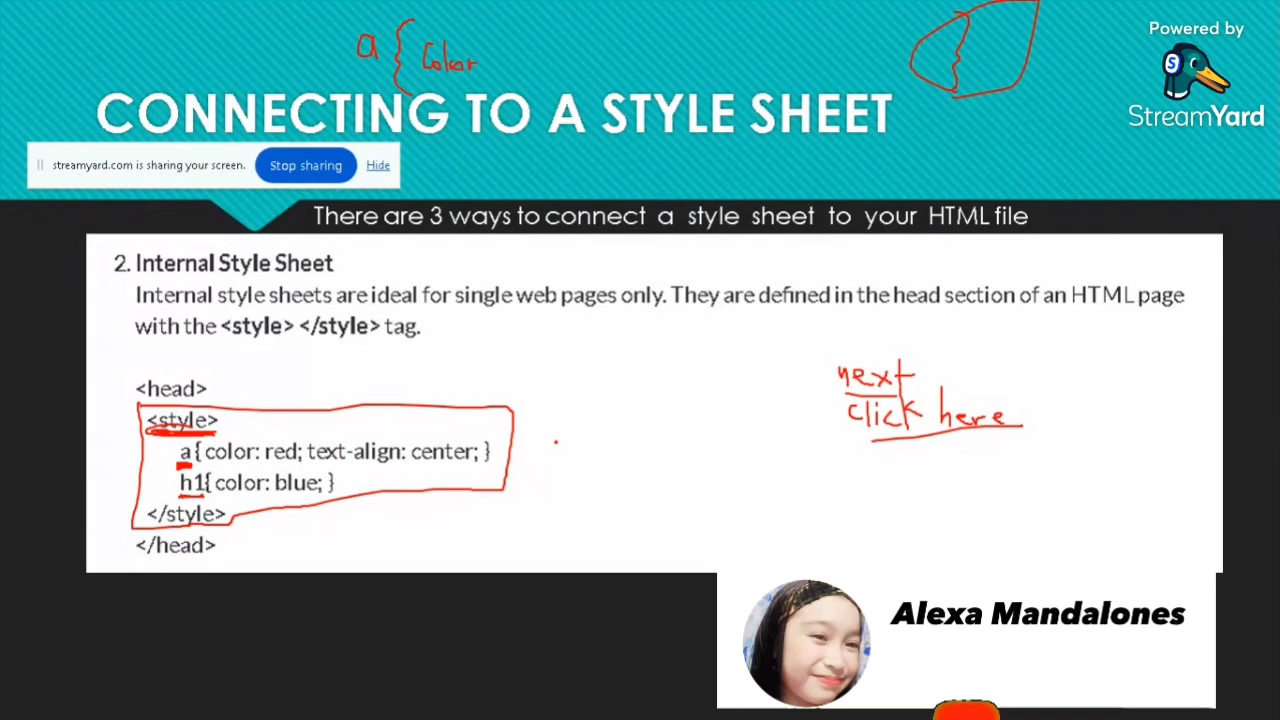 a { Color
Powered by
S
StreamYard
CONNECTING TO A STYLE SHEET
streamyard.com is sharing your screen. Stop sharing Hide
There are 3 ways to connect a style sheet to your HTML file
2. Internal Style Sheet
Internal style sheets are ideal for single web pages only. They are defined in the head section of an HTML page
with the <style> </style> tag.
<head>
<style>
a{ color: red; text-align: center; }
h1{ color: blue; }
</style>
</head>
next
click here
Alexa Mandalones